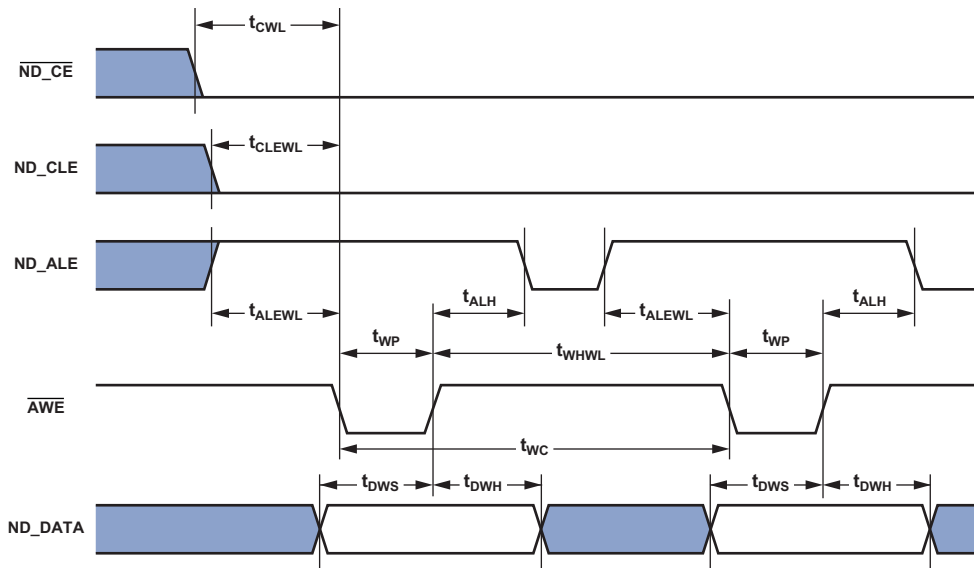 tCWL
ND_CE
tCLEWL
ND_CLE
ND_ALE
tALEWL
tALH
tALEWL
tALH
tWP
tWHWL
tWP
AWE
tWC
tDWS
tDWH
tDWS
tDWH
ND_DATA